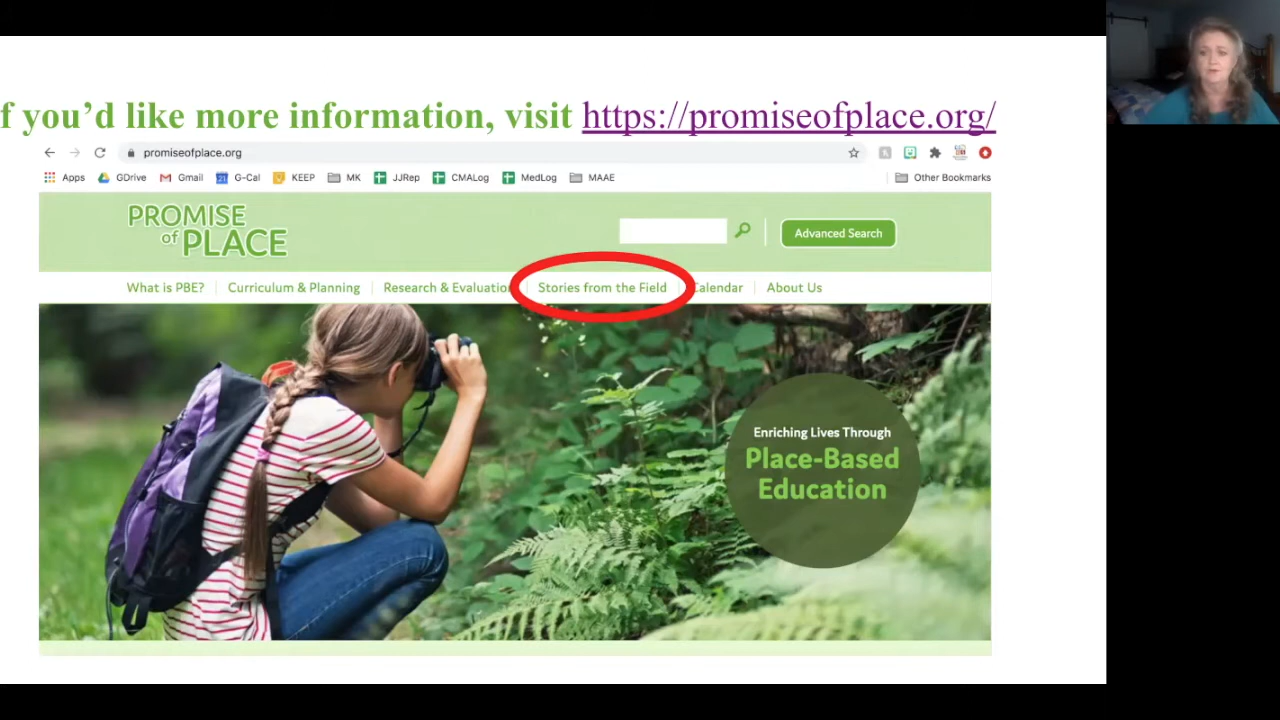 f you’d like more information, visit https://promiseofplace.org/
promiseofplace.org
Apps GDrive Gmail G-Cal KEEP MK JJRep CMALog MedLog MAAE Other Bookmarks
PROMISE
of PLACE
Advanced Search
What is PBE? Curriculum & Planning Research & Evaluation Stories from the Field Calendar About Us
Enriching Lives Through
Place-Based
Education